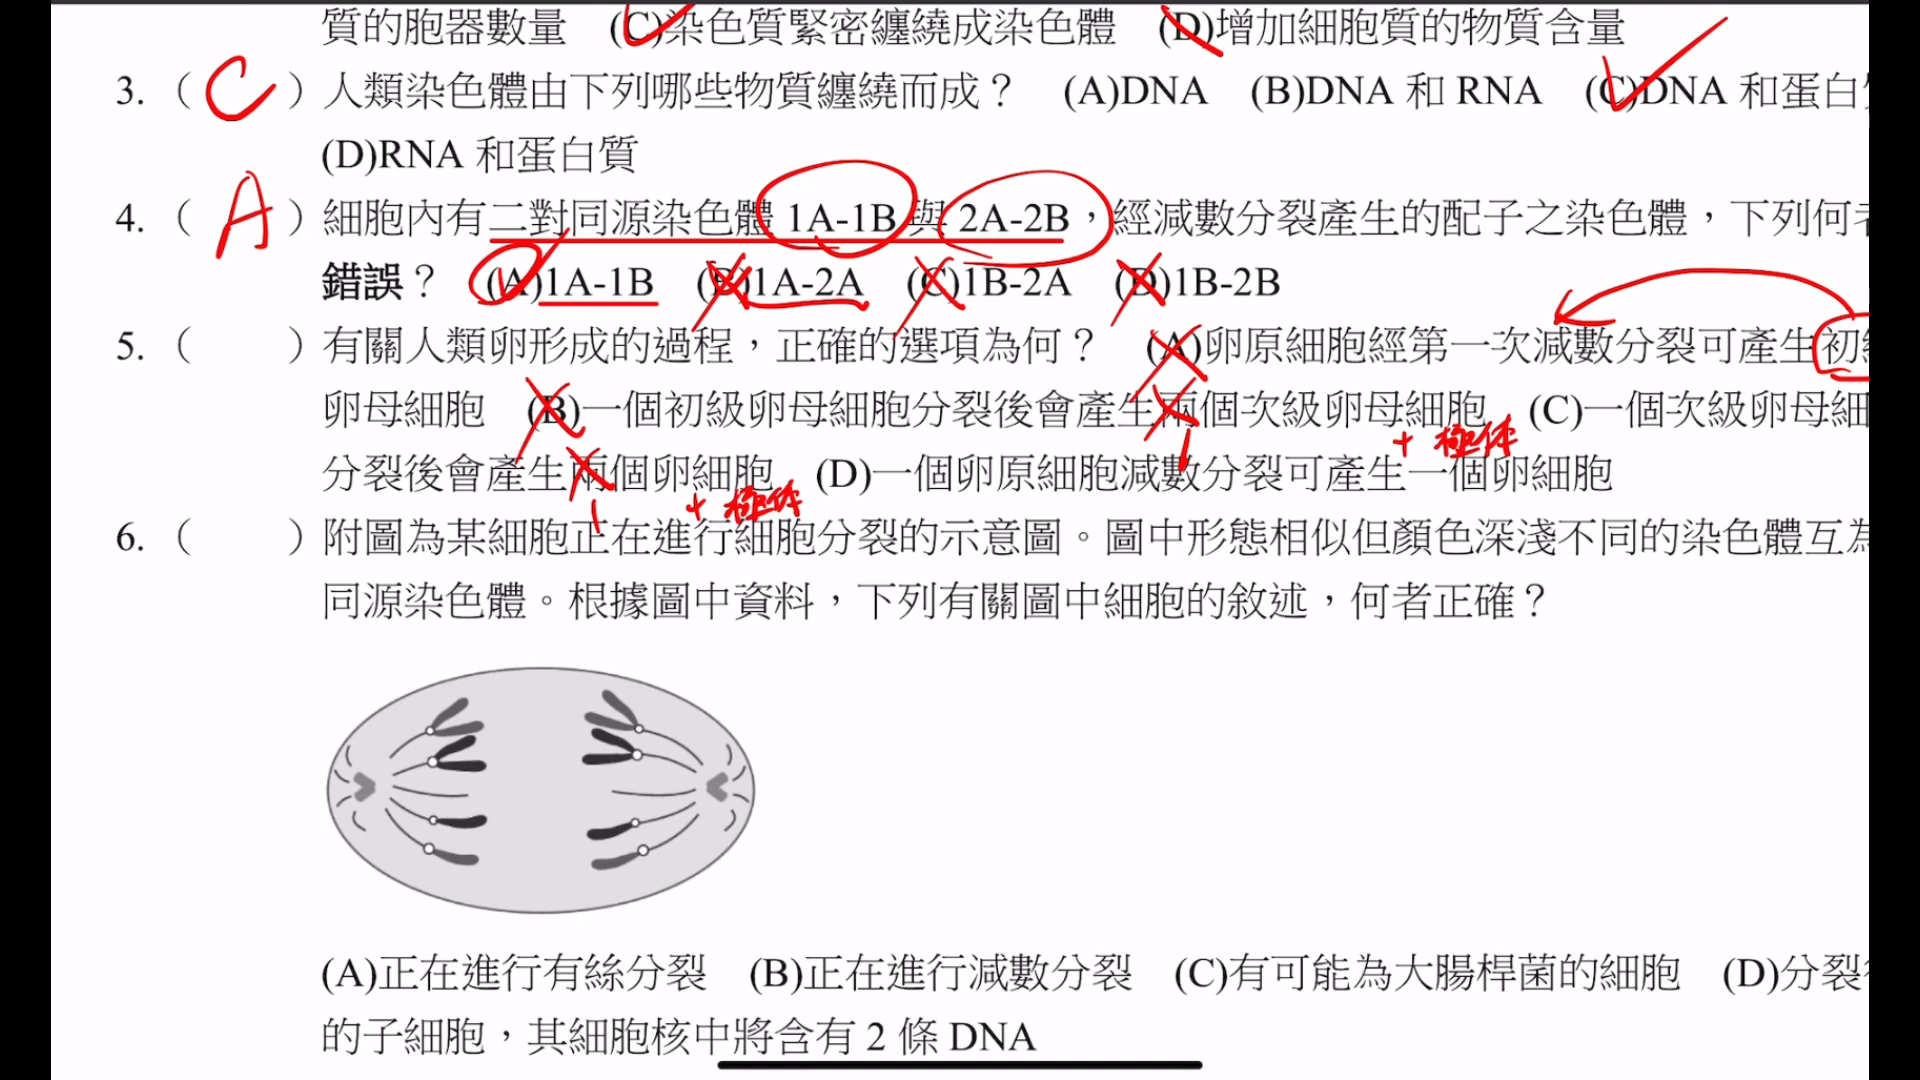 質的胞器數量 (C)染色質緊密纏繞成染色體 (D)增加細胞質的物質含量
3. ( C ) 人類染色體由下列哪些物質纏繞而成？ (A)DNA (B)DNA 和 RNA (C)DNA 和蛋白
(D)RNA 和蛋白質
4. ( A ) 細胞內有二對同源染色體 1A-1B 與 2A-2B，經減數分裂產生的配子之染色體，下列何
錯誤？ (A)1A-1B (B)1A-2A (C)1B-2A (D)1B-2B
5. ( ) 有關人類卵形成的過程，正確的選項為何？ (A)卵原細胞經第一次減數分裂可產生初
卵母細胞 (B)一個初級卵母細胞分裂後會產生兩個次級卵母細胞 (C)一個次級卵母細
1 + 極体
分裂後會產生兩個卵細胞 (D)一個卵原細胞減數分裂可產生一個卵細胞
1 + 極体
6. ( ) 附圖為某細胞正在進行細胞分裂的示意圖。圖中形態相似但顏色深淺不同的染色體互
同源染色體。根據圖中資料，下列有關圖中細胞的敘述，何者正確？
(A)正在進行有絲分裂 (B)正在進行減數分裂 (C)有可能為大腸桿菌的細胞 (D)分裂
的子細胞，其細胞核中將含有 2 條 DNA